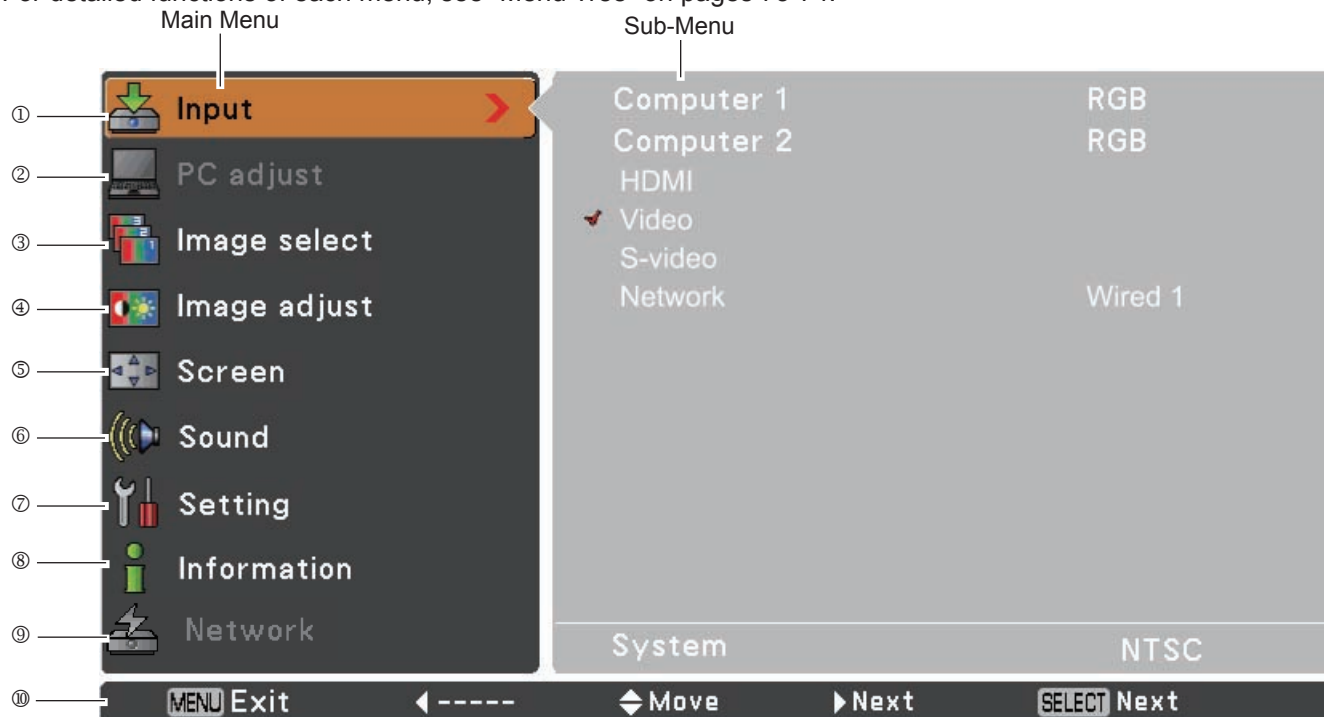 Main Menu
Sub-Menu
① Input
② PC adjust
③ Image select
④ Image adjust
⑤ Screen
⑥ Sound
⑦ Setting
⑧ Information
⑨ Network
Computer 1 RGB
Computer 2 RGB
HDMI
Video
S-video
Network Wired 1
System NTSC
⑩ MENU Exit ◀ ----- Move ▶ Next SELECT Next